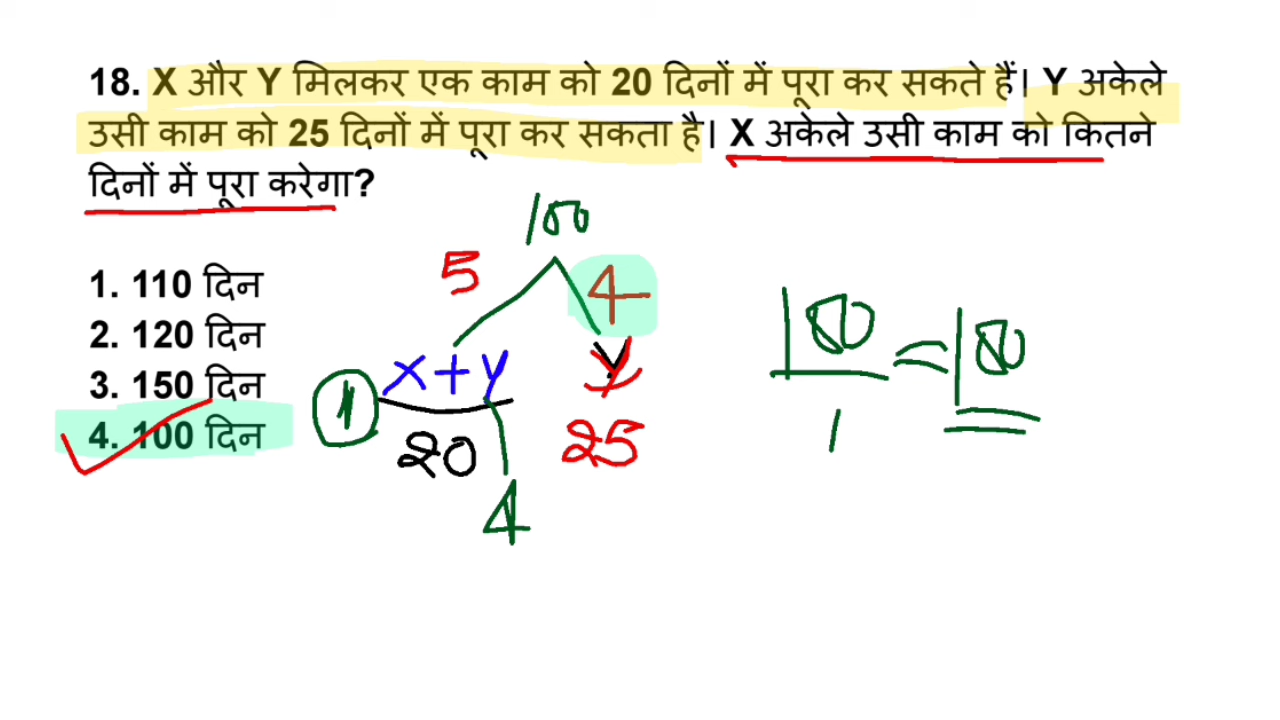 18. X और Y मिलकर एक काम को 20 दिनों में पूरा कर सकते हैं। Y अकेले
उसी काम को 25 दिनों में पूरा कर सकता है। X अकेले उसी काम को कितने
दिनों में पूरा करेगा?
100
5 4
1. 110 दिन
2. 120 दिन
3. 150 दिन
4. 100 दिन
1 x+y y
20 25
4
100 = 100
1